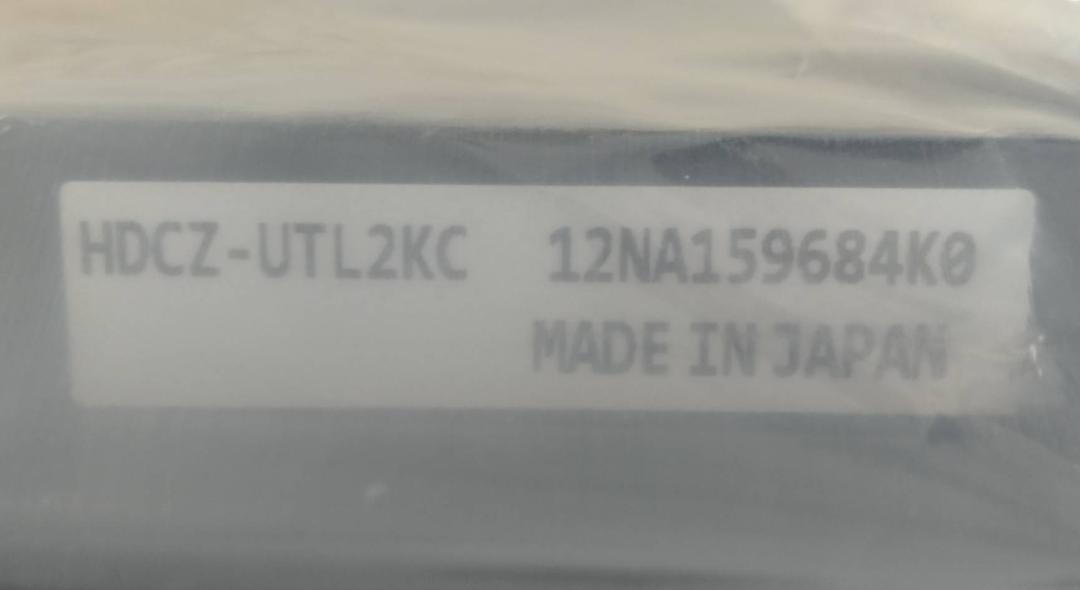 HDCZ-UTL2KC 12NA159684K0
MADE IN JAPAN